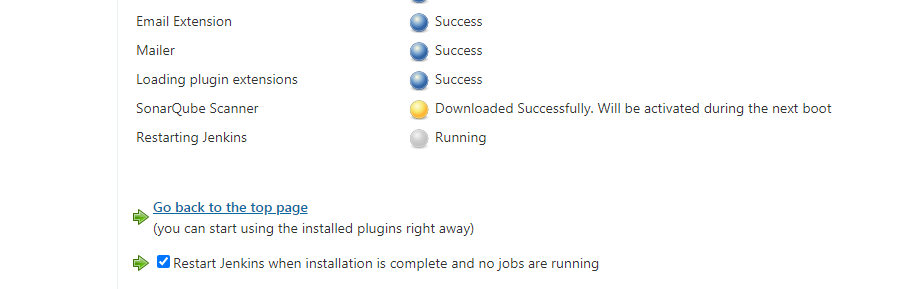 Email Extension Success
Mailer Success
Loading plugin extensions Success
SonarQube Scanner Downloaded Successfully. Will be activated during the next boot
Restarting Jenkins Running
Go back to the top page
(you can start using the installed plugins right away)
Restart Jenkins when installation is complete and no jobs are running